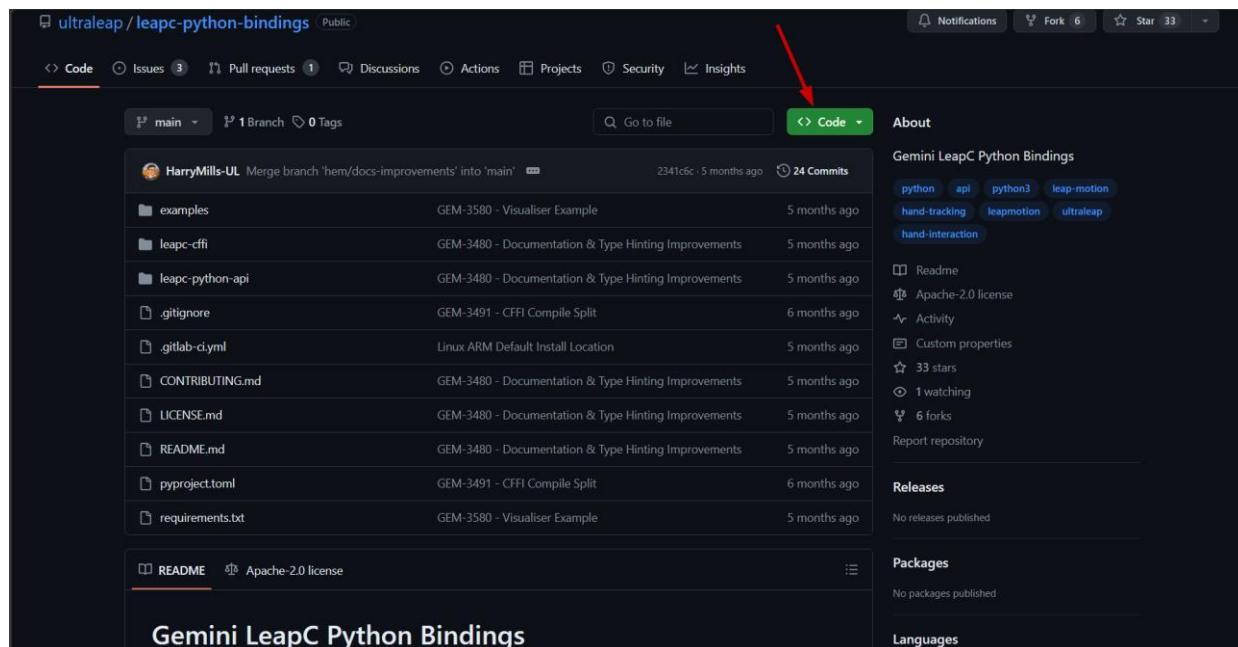 ultraleap / leapc-python-bindings Public
Notifications Fork 6 Star 33
Code Issues 3 Pull requests 1 Discussions Actions Projects Security Insights
main 1 Branch 0 Tags Go to file Code
HarryMills-UL Merge branch 'hem/docs-improvements' into 'main' 2341c6c · 5 months ago 24 Commits
examples GEM-3580 - Visualiser Example 5 months ago
leapc-cffi GEM-3480 - Documentation & Type Hinting Improvements 5 months ago
leapc-python-api GEM-3480 - Documentation & Type Hinting Improvements 5 months ago
.gitignore GEM-3491 - CFFI Compile Split 6 months ago
.gitlab-ci.yml Linux ARM Default Install Location 5 months ago
CONTRIBUTING.md GEM-3480 - Documentation & Type Hinting Improvements 5 months ago
LICENSE.md GEM-3480 - Documentation & Type Hinting Improvements 5 months ago
README.md GEM-3480 - Documentation & Type Hinting Improvements 5 months ago
pyproject.toml GEM-3491 - CFFI Compile Split 6 months ago
requirements.txt GEM-3580 - Visualiser Example 5 months ago
README Apache-2.0 license
Gemini LeapC Python Bindings
About
Gemini LeapC Python Bindings
python api python3 leap-motion
hand-tracking leapmotion ultraleap
hand-interaction
Readme
Apache-2.0 license
Activity
Custom properties
33 stars
1 watching
6 forks
Report repository
Releases
No releases published
Packages
No packages published
Languages